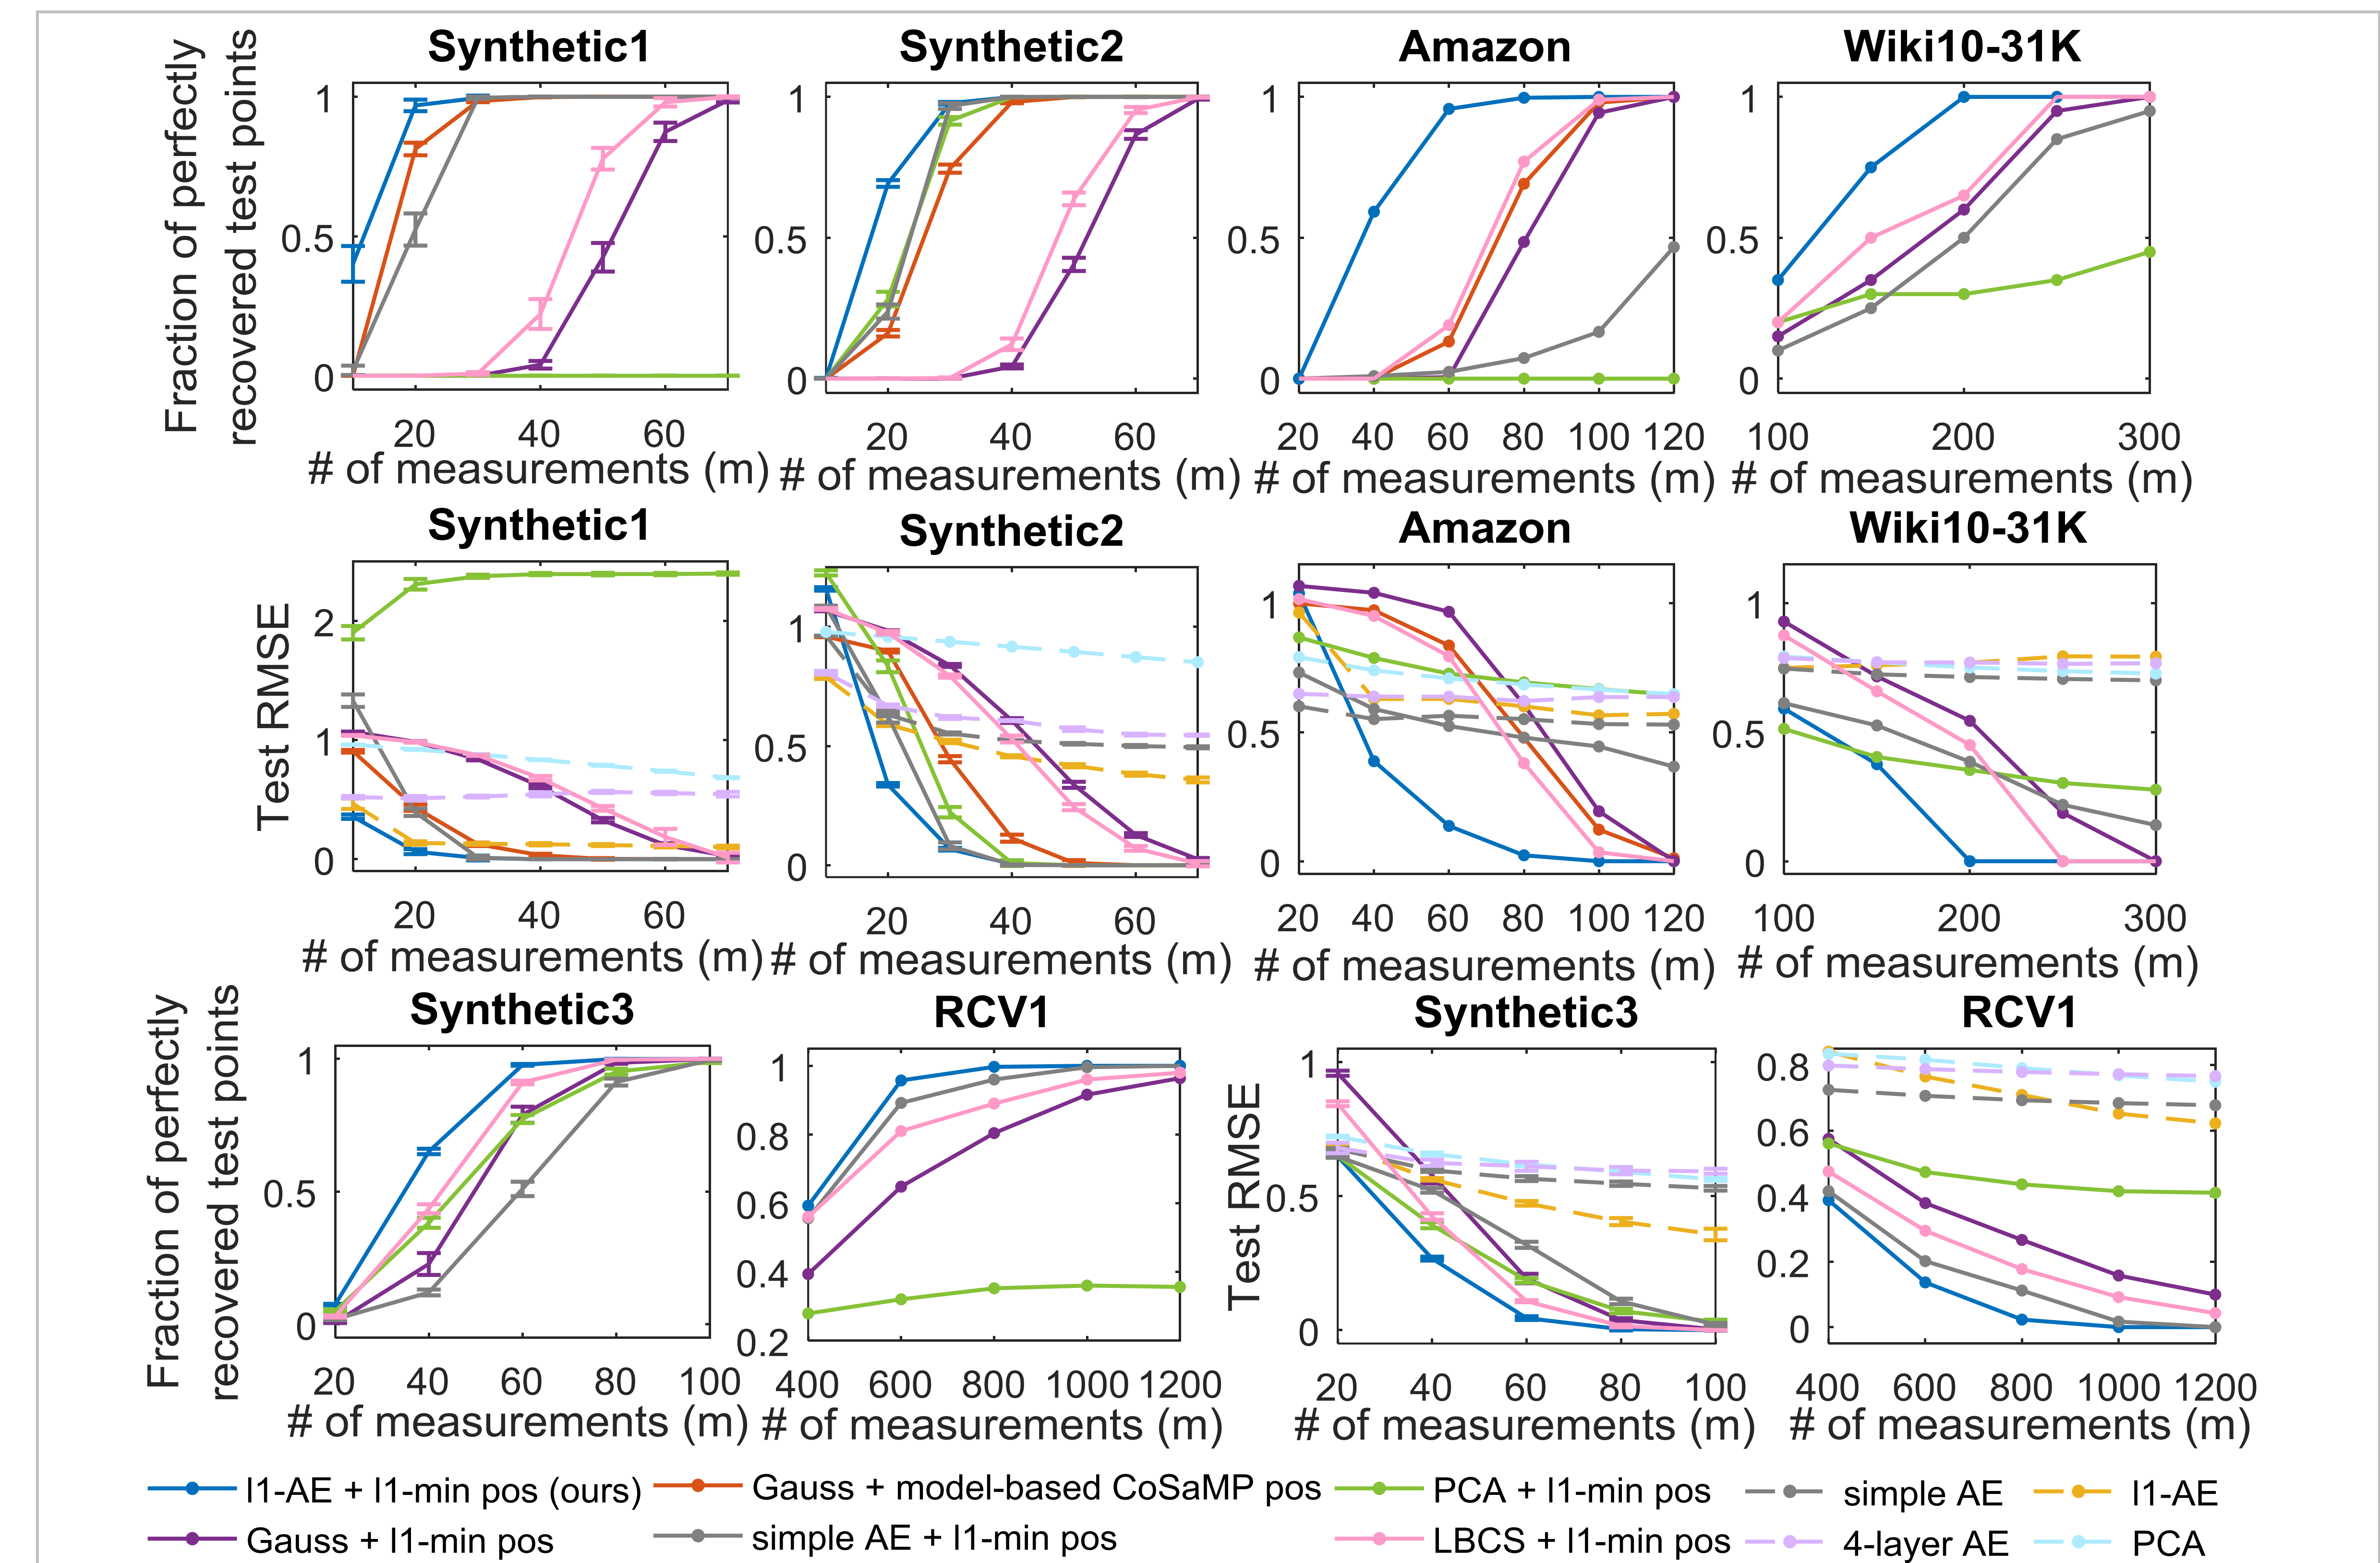 Synthetic1 Synthetic2 Amazon Wiki10-31K
Fraction of perfectly
recovered test points
1 1 1 1
0.5 0.5 0.5 0.5
0 0 0 0
20 40 60 20 40 60 20 40 60 80 100 120 100 200 300
# of measurements (m) # of measurements (m) # of measurements (m) # of measurements (m)
Synthetic1 Synthetic2 Amazon Wiki10-31K
Test RMSE
2 1 1 1
1 0.5 0.5 0.5
0 0 0 0
20 40 60 20 40 60 20 40 60 80 100 120 100 200 300
# of measurements (m) # of measurements (m) # of measurements (m) # of measurements (m)
Synthetic3 RCV1 Synthetic3 RCV1
Fraction of perfectly
recovered test points
1 0.5 0
1 0.8 0.6 0.4 0.2
Test RMSE
1 0.5 0
0.8 0.6 0.4 0.2 0
20 40 60 80 100 400 600 800 1000 1200 20 40 60 80 100 400 600 800 1000 1200
# of measurements (m) # of measurements (m) # of measurements (m) # of measurements (m)
l1-AE + l1-min pos (ours) Gauss + model-based CoSaMP pos PCA + l1-min pos simple AE l1-AE
Gauss + l1-min pos simple AE + l1-min pos LBCS + l1-min pos 4-layer AE PCA